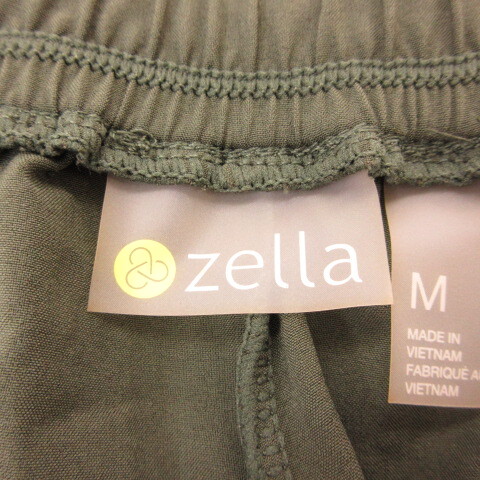 zella
M
MADE IN
VIETNAM
FABRIQUÉ A
VIETNAM